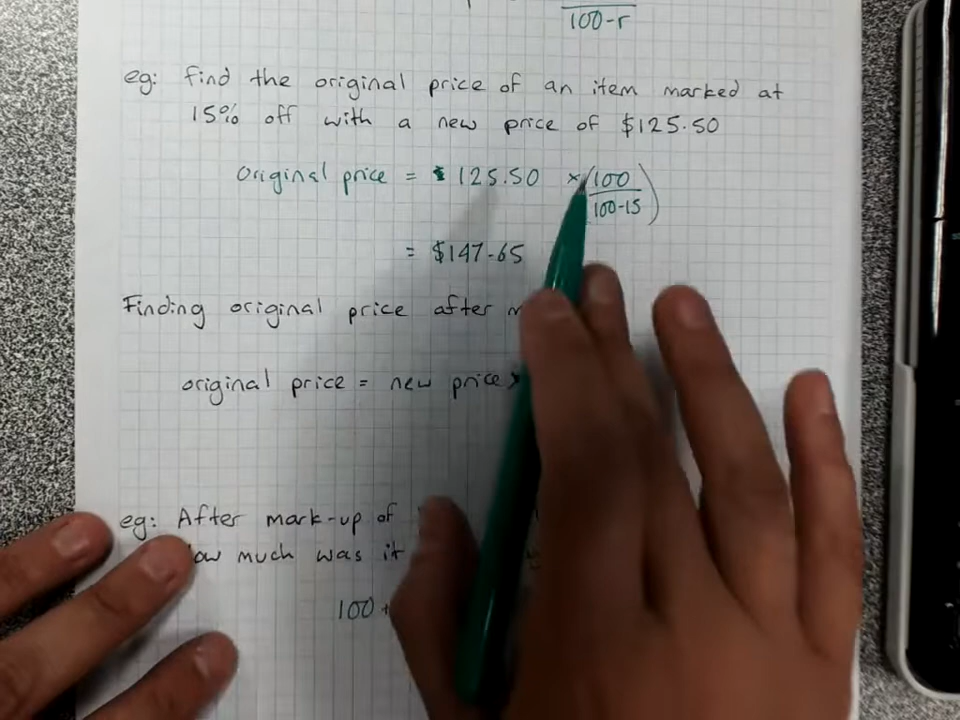 100-r
eg: Find the original price of an item marked at
15% off with a new price of $125.50
Original price = $125.50 × (100/100-15)
= $147.65
Finding original price after
original price = new price
eg: After mark-up of
much was it
100 +